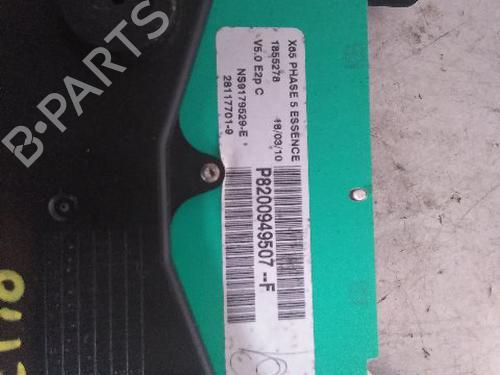 X65 PHASE 5 ESSENCE
1855278 18/03/10
V5.0 E2p C
NS9179529-E
28117701-9
P8200949507--F
B-Parts